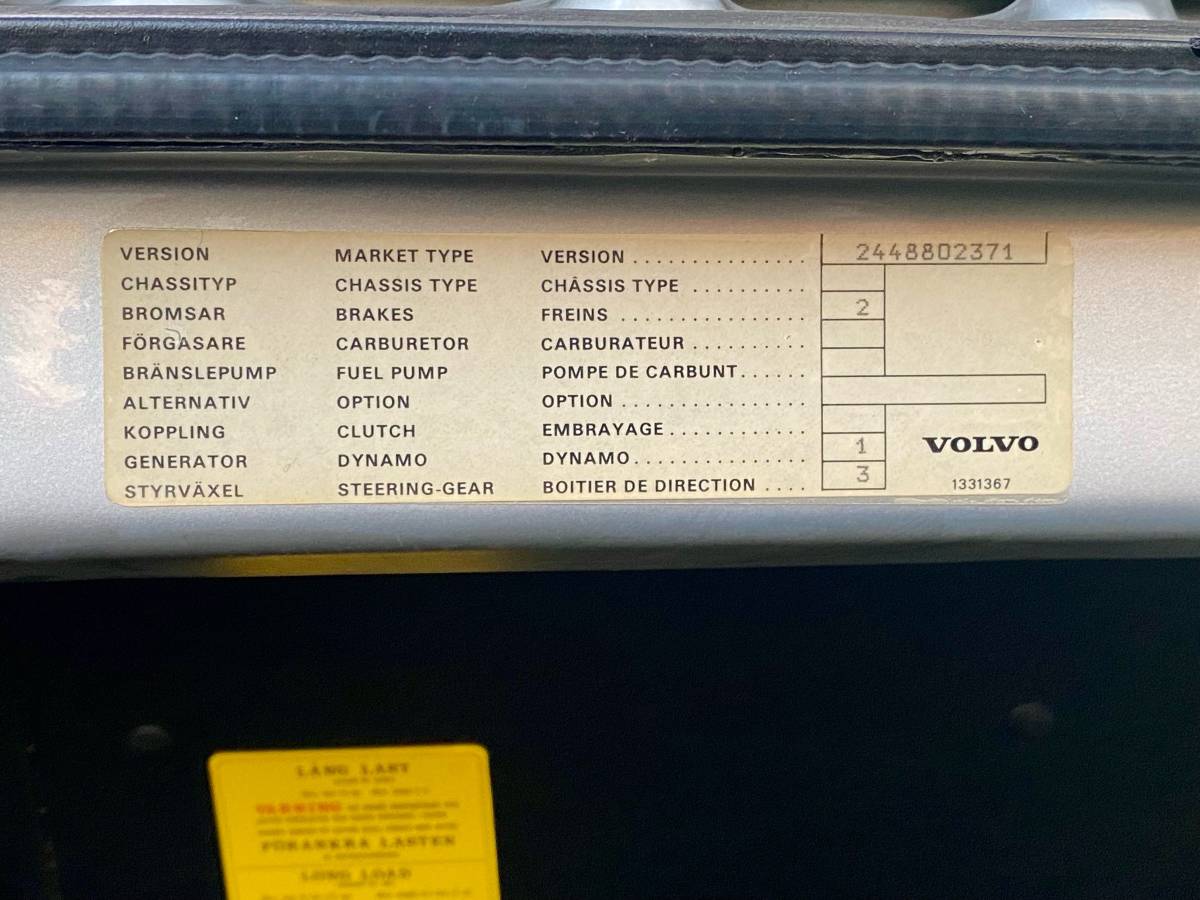 VERSION MARKET TYPE VERSION ............... 2448802371
CHASSITYP CHASSIS TYPE CHÂSSIS TYPE ..........
BROMSAR BRAKES FREINS ................ 2
FÖRGASARE CARBURETOR CARBURATEUR ..........
BRÄNSLEPUMP FUEL PUMP POMPE DE CARBUNT......
ALTERNATIV OPTION OPTION ................
KOPPLING CLUTCH EMBRAYAGE............
GENERATOR DYNAMO DYNAMO............... 1
STYRVÄXEL STEERING-GEAR BOITIER DE DIRECTION .... 3
VOLVO
1331367
LÅNG LAST
WARNING
FÖRANKRA LASTEN
LONG LOAD